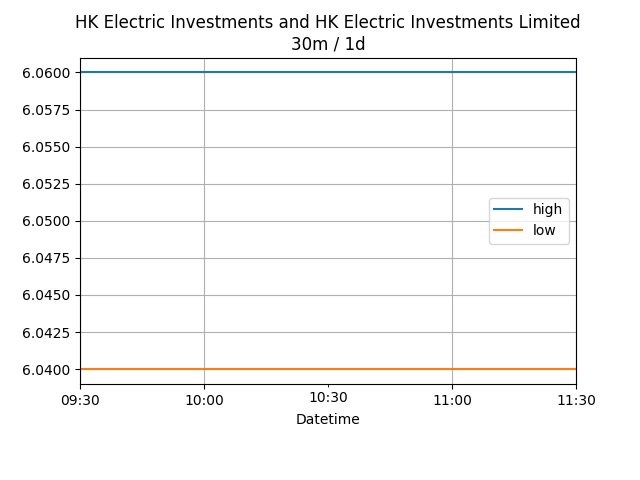 HK Electric Investments and HK Electric Investments Limited
30m / 1d
6.0600
6.0575
6.0550
6.0525
6.0500
6.0475
6.0450
6.0425
6.0400
high
low
09:30 10:00 10:30 11:00 11:30
Datetime